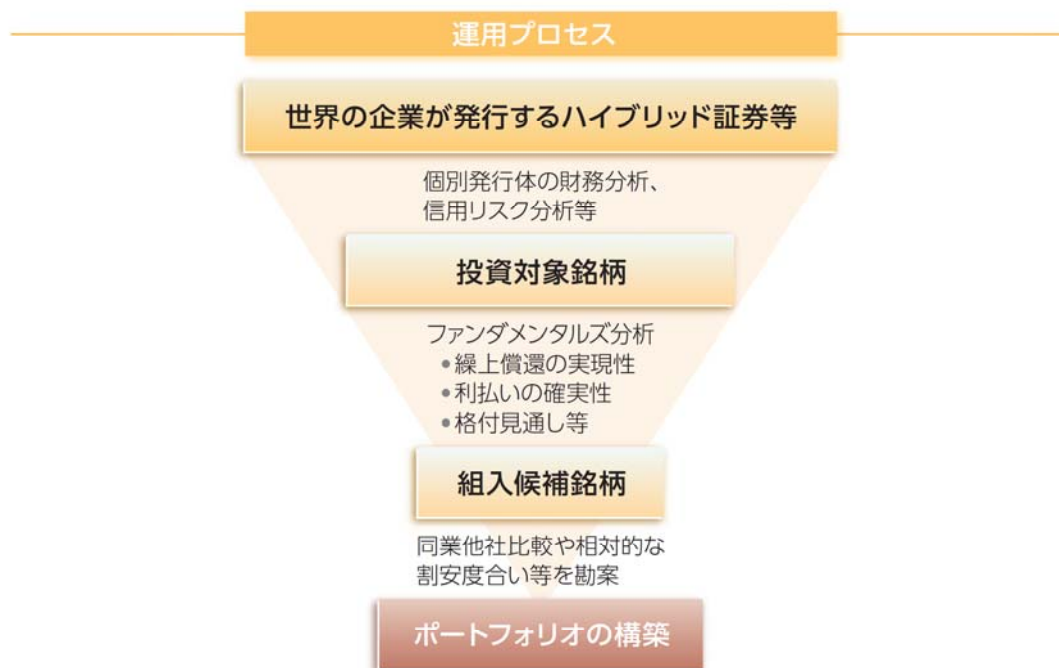 運用プロセス
世界の企業が発行するハイブリッド証券等
個別発行体の財務分析、
信用リスク分析等
投資対象銘柄
ファンダメンタルズ分析
•繰上償還の実現性
•利払いの確実性
•格付見通し等
組入候補銘柄
同業他社比較や相対的な
割安度合い等を勘案
ポートフォリオの構築